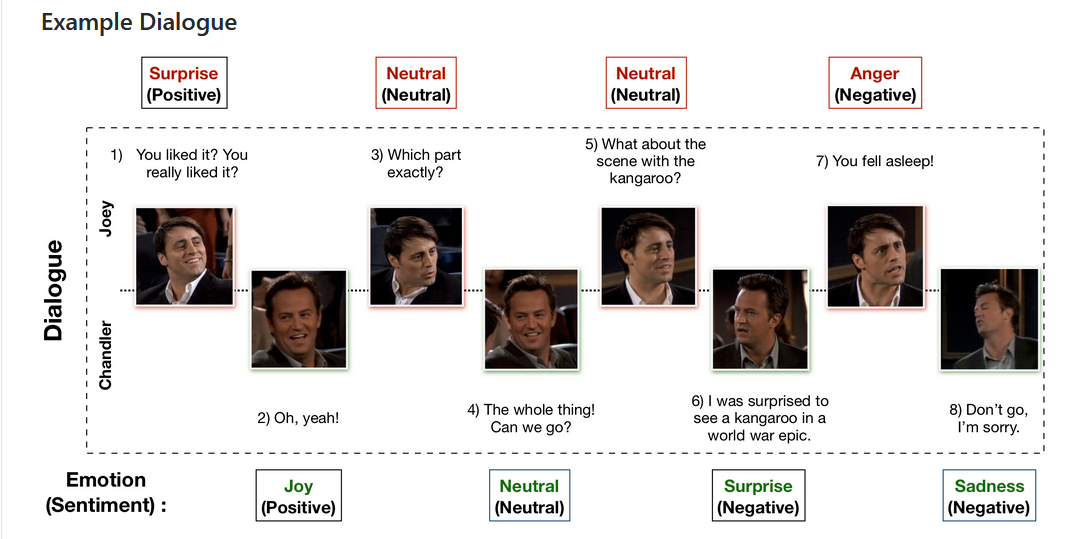 Example Dialogue
Surprise
(Positive)
Neutral
(Neutral)
Neutral
(Neutral)
Anger
(Negative)
1) You liked it? You
really liked it?
3) Which part
exactly?
5) What about the
scene with the
kangaroo?
7) You fell asleep!
Dialogue
Joey
Chandler
2) Oh, yeah!
4) The whole thing!
Can we go?
6) I was surprised to
see a kangaroo in a
world war epic.
8) Don’t go,
I’m sorry.
Emotion
(Sentiment) :
Joy
(Positive)
Neutral
(Neutral)
Surprise
(Negative)
Sadness
(Negative)